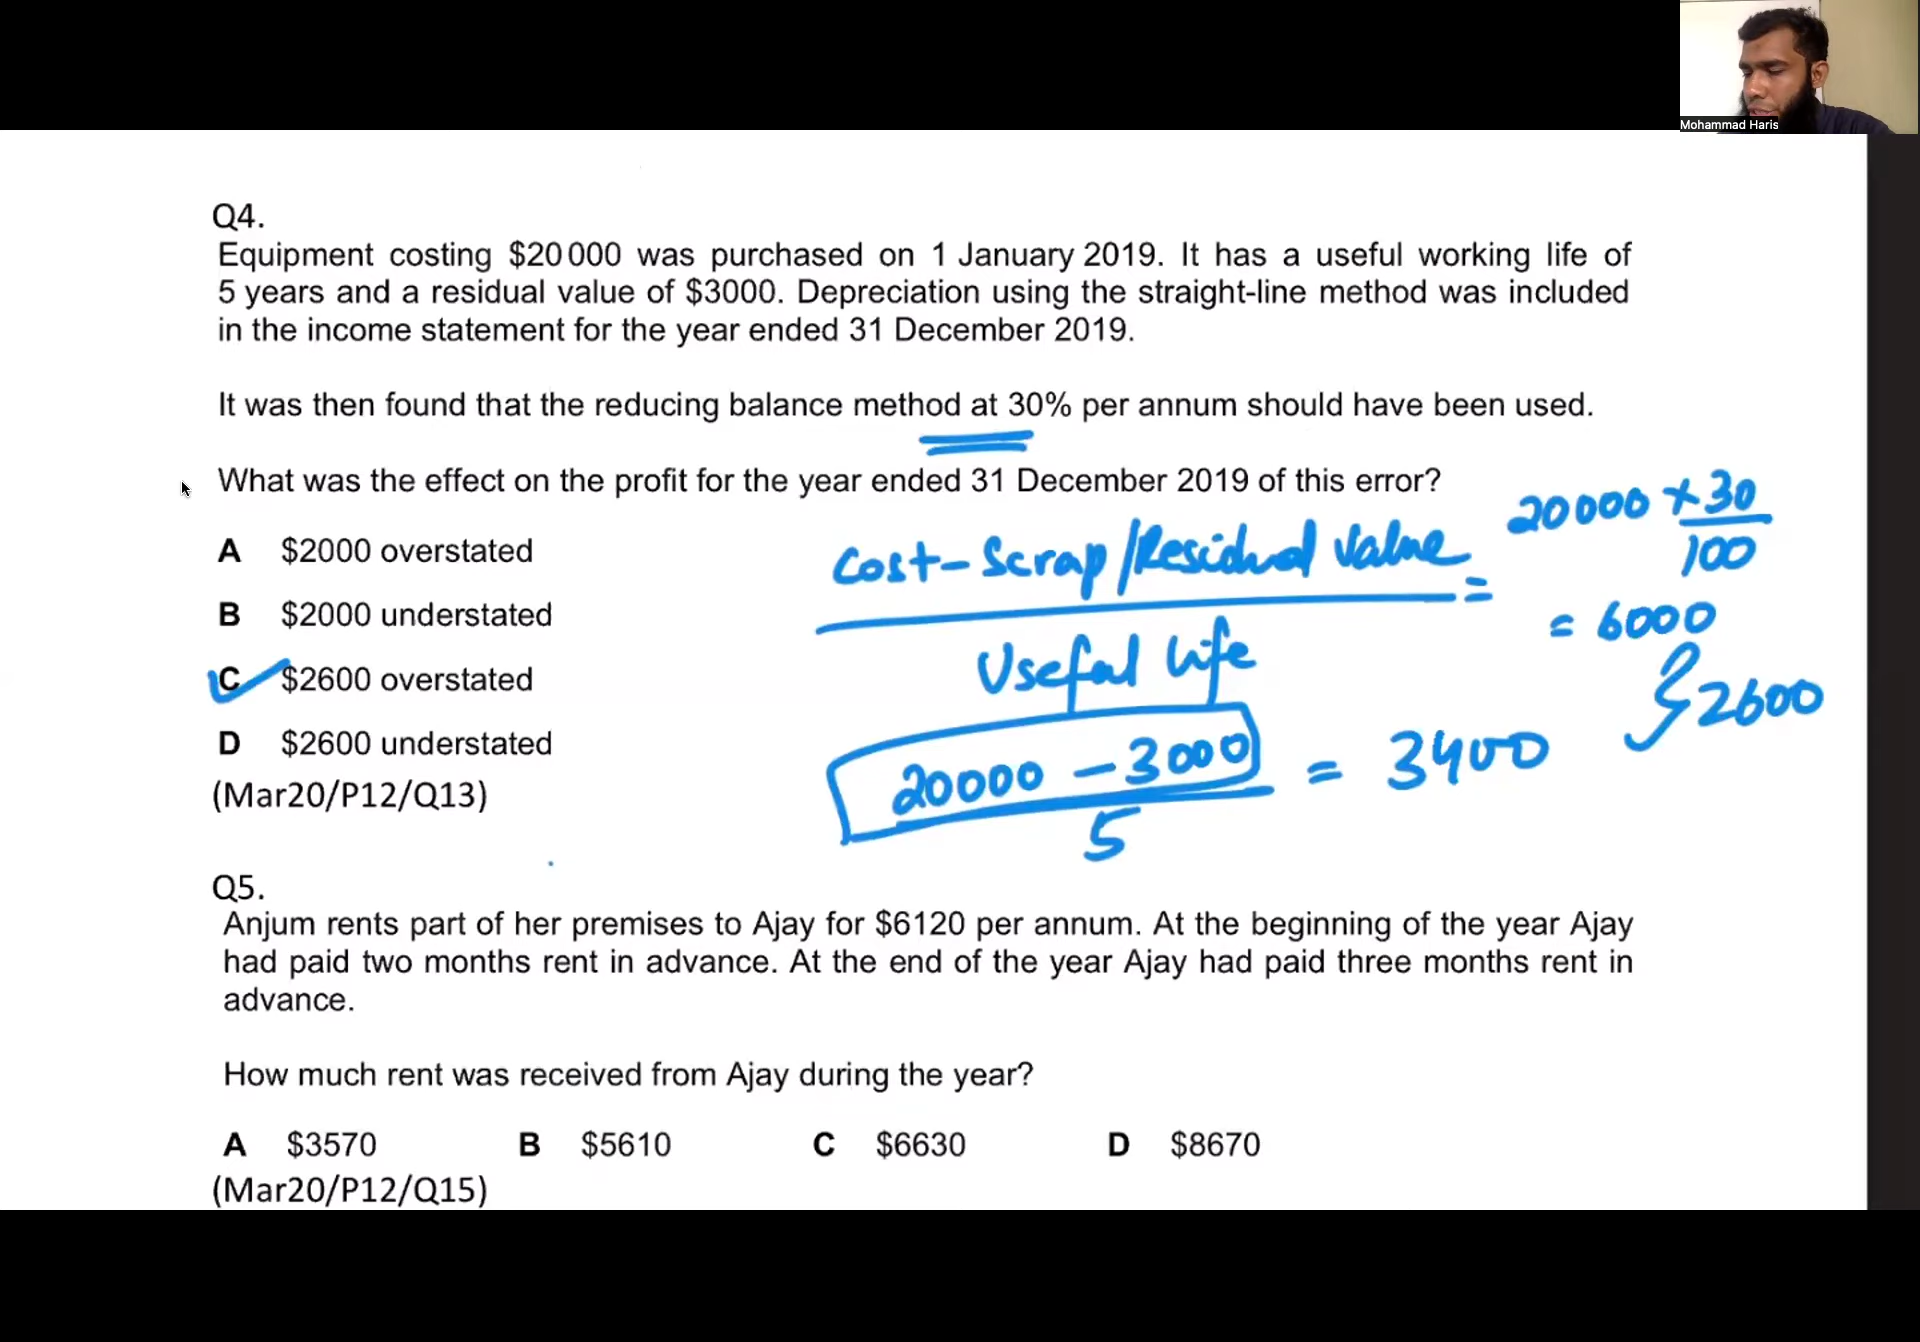 Mohammad Haris
Q4.
Equipment costing $20 000 was purchased on 1 January 2019. It has a useful working life of
5 years and a residual value of $3000. Depreciation using the straight-line method was included
in the income statement for the year ended 31 December 2019.
It was then found that the reducing balance method at 30% per annum should have been used.
What was the effect on the profit for the year ended 31 December 2019 of this error?
A $2000 overstated
B $2000 understated
C $2600 overstated
D $2600 understated
(Mar20/P12/Q13)
Cost - Scrap/Residual Value =
Useful life
20000 - 3000 = 3400
5
20000 × 30
100
= 6000
} 2600
Q5.
Anjum rents part of her premises to Ajay for $6120 per annum. At the beginning of the year Ajay
had paid two months rent in advance. At the end of the year Ajay had paid three months rent in
advance.
How much rent was received from Ajay during the year?
A $3570 B $5610 C $6630 D $8670
(Mar20/P12/Q15)